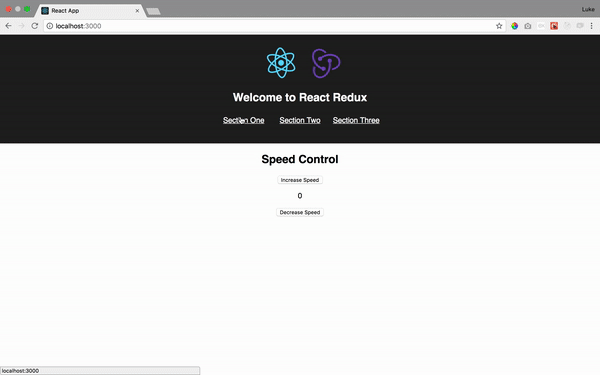 React App
Luke
localhost:3000
Welcome to React Redux
Section One Section Two Section Three
Speed Control
Increase Speed
0
Decrease Speed
localhost:3000